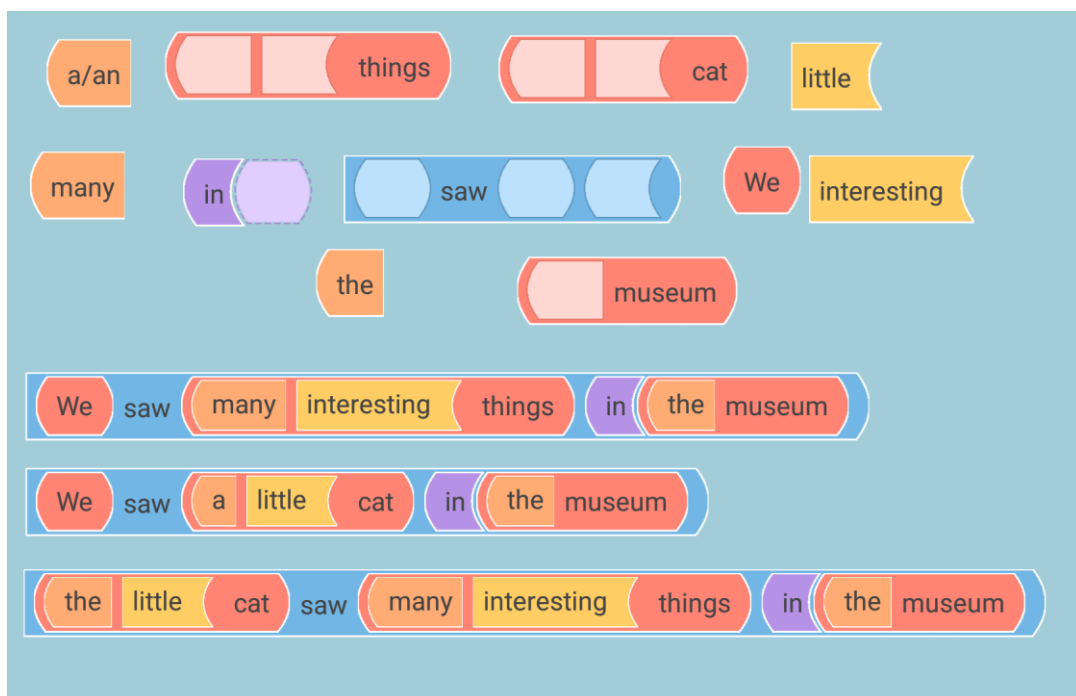 a/an things cat little
many in saw We interesting
the museum
We saw many interesting things in the museum
We saw a little cat in the museum
the little cat saw many interesting things in the museum